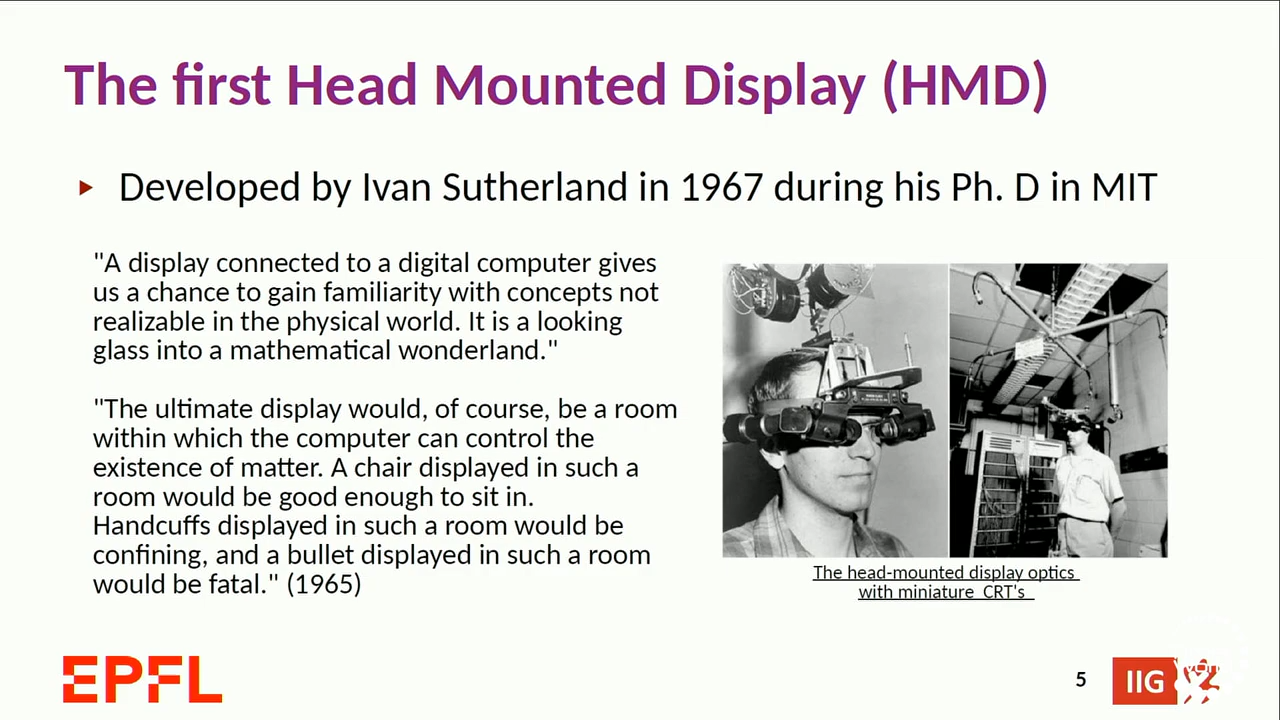 The first Head Mounted Display (HMD)
Developed by Ivan Sutherland in 1967 during his Ph. D in MIT
"A display connected to a digital computer gives
us a chance to gain familiarity with concepts not
realizable in the physical world. It is a looking
glass into a mathematical wonderland."
"The ultimate display would, of course, be a room
within which the computer can control the
existence of matter. A chair displayed in such a
room would be good enough to sit in.
Handcuffs displayed in such a room would be
confining, and a bullet displayed in such a room
would be fatal." (1965)
The head-mounted display optics
with miniature CRT's
EPFL
5
IIG